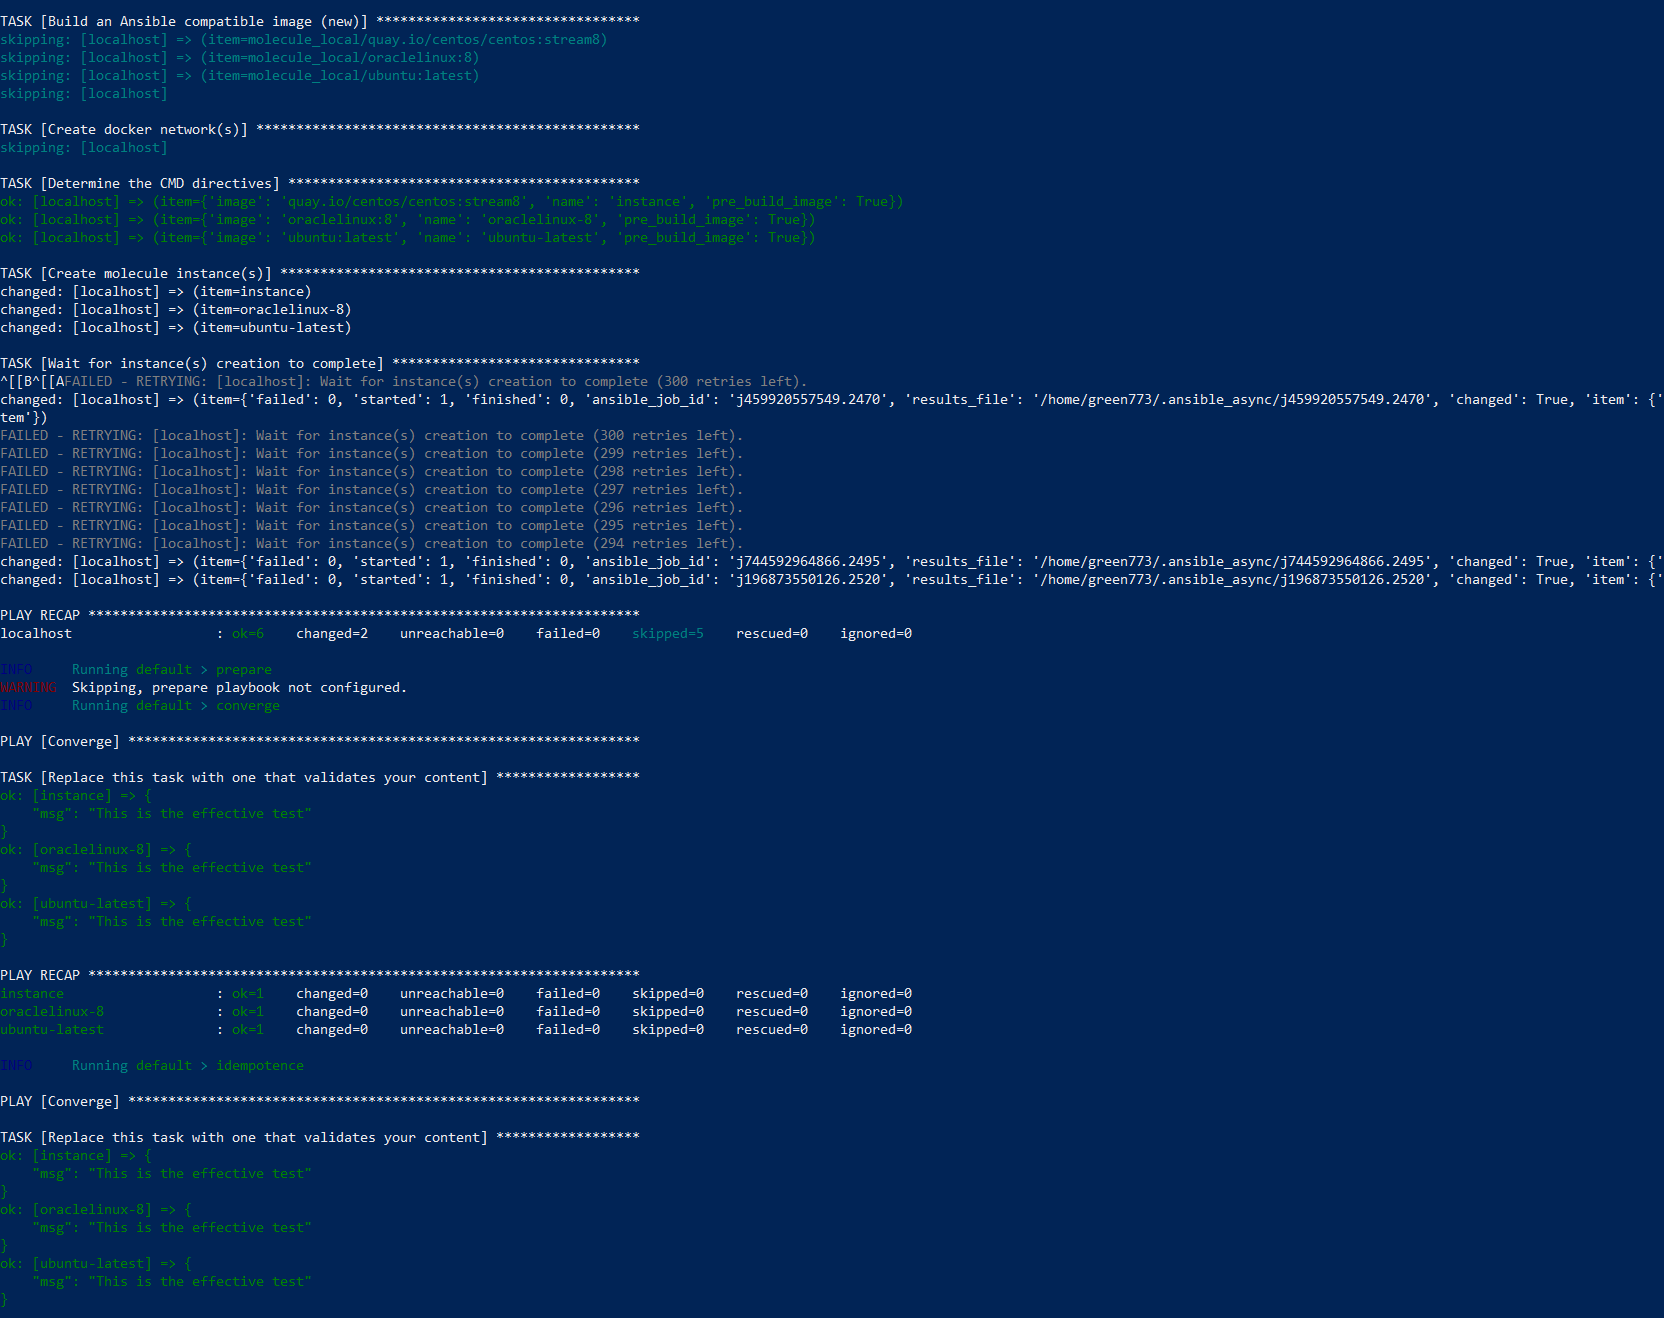 TASK [Build an Ansible compatible image (new)] *********************************
skipping: [localhost] => (item=molecule_local/quay.io/centos/centos:stream8)
skipping: [localhost] => (item=molecule_local/oraclelinux:8)
skipping: [localhost] => (item=molecule_local/ubuntu:latest)
skipping: [localhost]
TASK [Create docker network(s)] ************************************************
skipping: [localhost]
TASK [Determine the CMD directives] ********************************************
ok: [localhost] => (item={'image': 'quay.io/centos/centos:stream8', 'name': 'instance', 'pre_build_image': True})
ok: [localhost] => (item={'image': 'oraclelinux:8', 'name': 'oraclelinux-8', 'pre_build_image': True})
ok: [localhost] => (item={'image': 'ubuntu:latest', 'name': 'ubuntu-latest', 'pre_build_image': True})
TASK [Create molecule instance(s)] *********************************************
changed: [localhost] => (item=instance)
changed: [localhost] => (item=oraclelinux-8)
changed: [localhost] => (item=ubuntu-latest)
TASK [Wait for instance(s) creation to complete] *******************************
^[[B^[[AFAILED - RETRYING: [localhost]: Wait for instance(s) creation to complete (300 retries left).
changed: [localhost] => (item={'failed': 0, 'started': 1, 'finished': 0, 'ansible_job_id': 'j459920557549.2470', 'results_file': '/home/green773/.ansible_async/j459920557549.2470', 'changed': True, 'item': {'
tem'})
FAILED - RETRYING: [localhost]: Wait for instance(s) creation to complete (300 retries left).
FAILED - RETRYING: [localhost]: Wait for instance(s) creation to complete (299 retries left).
FAILED - RETRYING: [localhost]: Wait for instance(s) creation to complete (298 retries left).
FAILED - RETRYING: [localhost]: Wait for instance(s) creation to complete (297 retries left).
FAILED - RETRYING: [localhost]: Wait for instance(s) creation to complete (296 retries left).
FAILED - RETRYING: [localhost]: Wait for instance(s) creation to complete (295 retries left).
FAILED - RETRYING: [localhost]: Wait for instance(s) creation to complete (294 retries left).
changed: [localhost] => (item={'failed': 0, 'started': 1, 'finished': 0, 'ansible_job_id': 'j744592964866.2495', 'results_file': '/home/green773/.ansible_async/j744592964866.2495', 'changed': True, 'item': {'
changed: [localhost] => (item={'failed': 0, 'started': 1, 'finished': 0, 'ansible_job_id': 'j196873550126.2520', 'results_file': '/home/green773/.ansible_async/j196873550126.2520', 'changed': True, 'item': {'
PLAY RECAP *********************************************************************
localhost                  : ok=6    changed=2    unreachable=0    failed=0    skipped=5    rescued=0    ignored=0
INFO     Running default > prepare
WARNING  Skipping, prepare playbook not configured.
INFO     Running default > converge
PLAY [Converge] ****************************************************************
TASK [Replace this task with one that validates your content] ******************
ok: [instance] => {
    "msg": "This is the effective test"
}
ok: [oraclelinux-8] => {
    "msg": "This is the effective test"
}
ok: [ubuntu-latest] => {
    "msg": "This is the effective test"
}
PLAY RECAP *********************************************************************
instance                   : ok=1    changed=0    unreachable=0    failed=0    skipped=0    rescued=0    ignored=0
oraclelinux-8              : ok=1    changed=0    unreachable=0    failed=0    skipped=0    rescued=0    ignored=0
ubuntu-latest              : ok=1    changed=0    unreachable=0    failed=0    skipped=0    rescued=0    ignored=0
INFO     Running default > idempotence
PLAY [Converge] ****************************************************************
TASK [Replace this task with one that validates your content] ******************
ok: [instance] => {
    "msg": "This is the effective test"
}
ok: [oraclelinux-8] => {
    "msg": "This is the effective test"
}
ok: [ubuntu-latest] => {
    "msg": "This is the effective test"
}